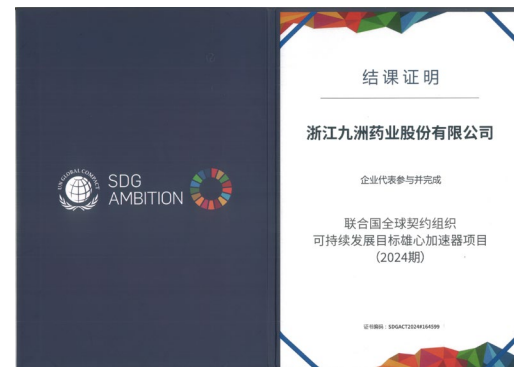 UN GLOBAL COMPACT
SDG
AMBITION
结课证明
浙江九洲药业股份有限公司
企业代表参与并完成
联合国全球契约组织
可持续发展目标雄心加速器项目
(2024期)
证书编码:SDGACT2024#164599